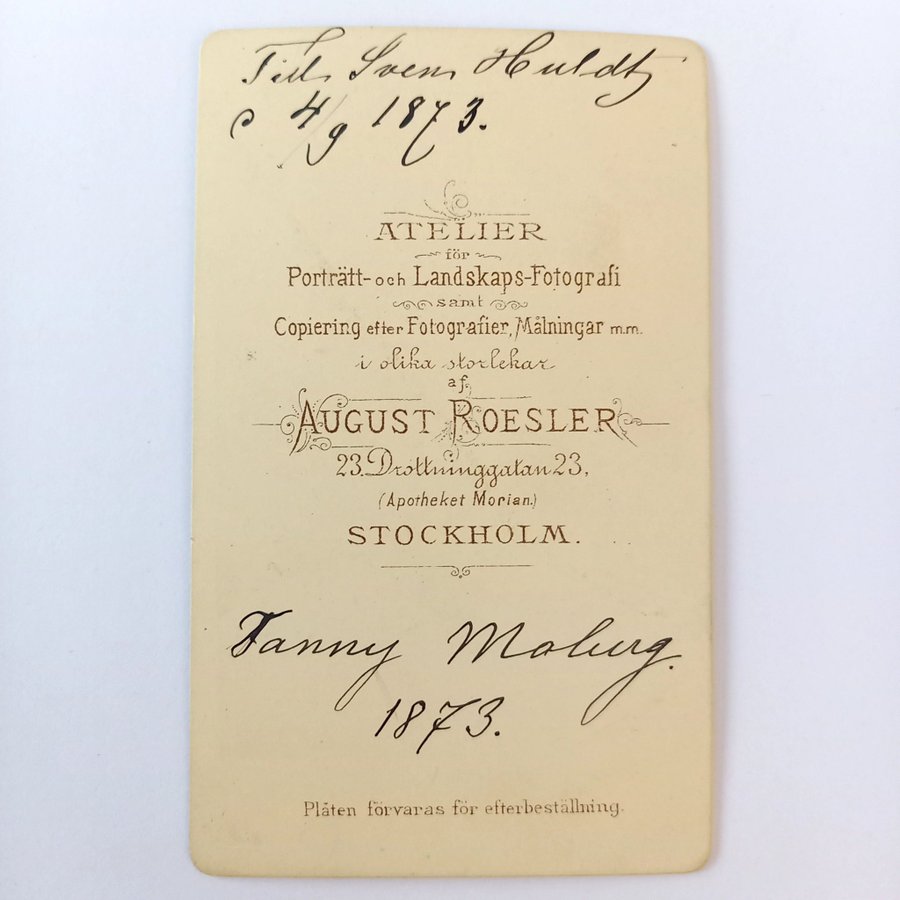 Till Sven Huldt
d 4/9 1873.
ATELIER
för
Porträtt- och Landskaps-Fotografi
samt
Copiering efter Fotografier, Målningar m.m.
i olika storlekar
af
AUGUST ROESLER
23. Drottninggatan 23,
(Apotheket Morian.)
STOCKHOLM.
Fanny Moberg.
1873.
Plåten förvaras för efterbeställning.